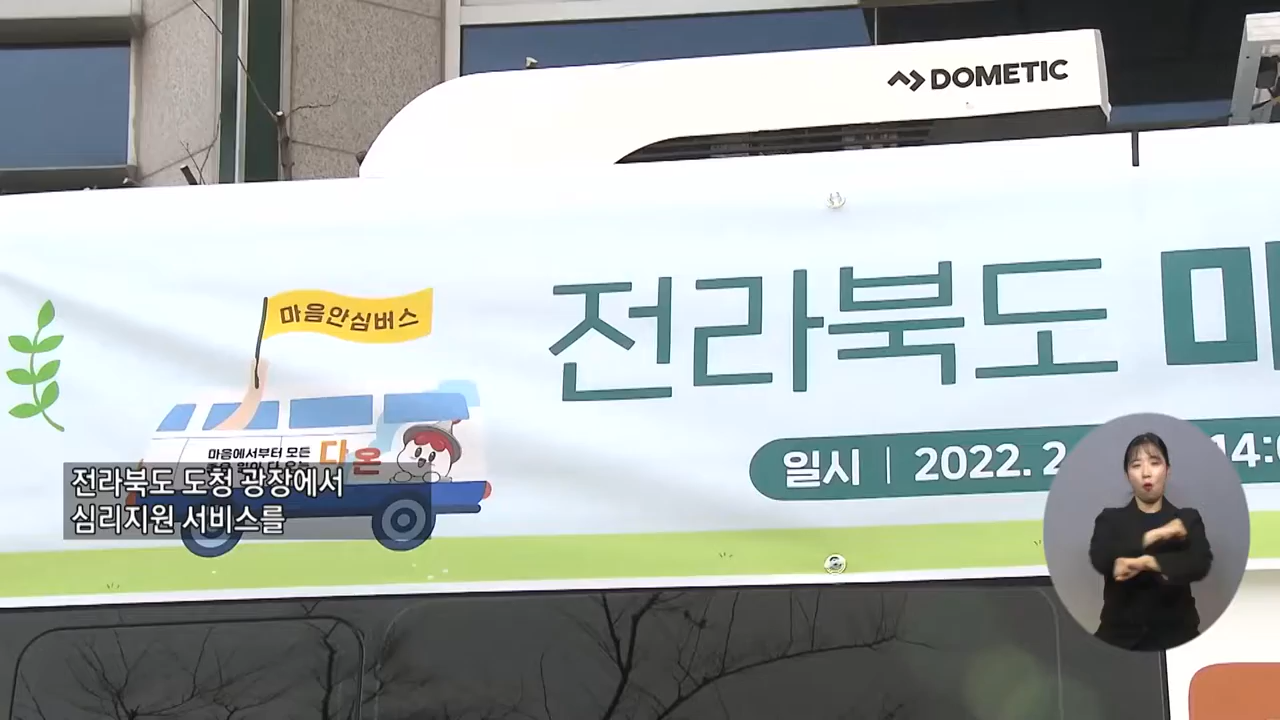 DOMETIC
마음안심버스
전라북도 마
마음에서부터 모든
다온
일시 2022. 2
14:0
전라북도 도청 광장에서
심리지원 서비스를